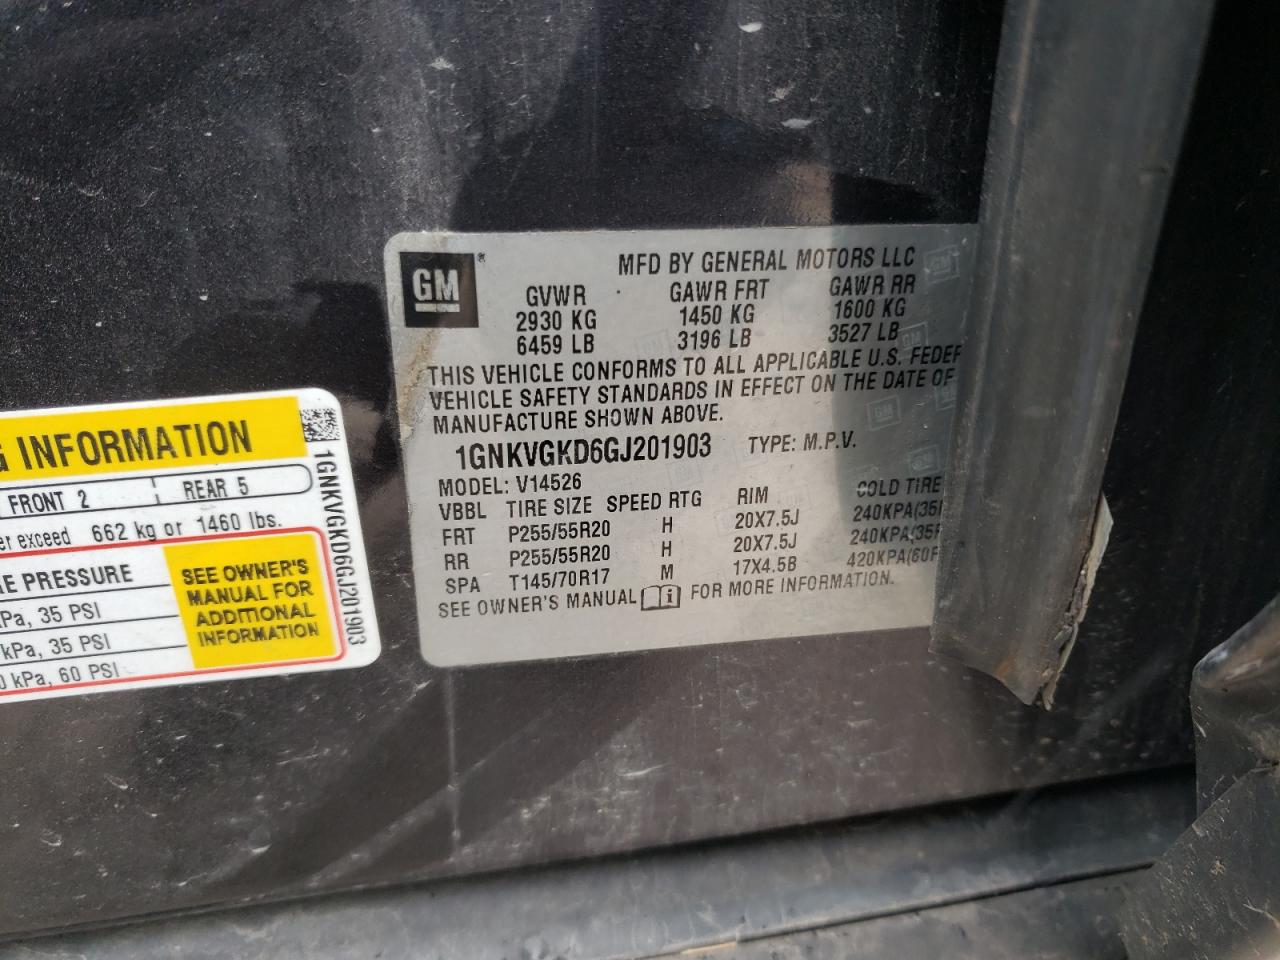 GM
MFD BY GENERAL MOTORS LLC
GVWR GAWR FRT GAWR RR
2930 KG 1450 KG 1600 KG
6459 LB 3196 LB 3527 LB
THIS VEHICLE CONFORMS TO ALL APPLICABLE U.S. FEDER
VEHICLE SAFETY STANDARDS IN EFFECT ON THE DATE OF
MANUFACTURE SHOWN ABOVE.
1GNKVGKD6GJ201903 TYPE: M.P.V.
MODEL: V14526
VBBL TIRE SIZE SPEED RTG RIM COLD TIRE
FRT P255/55R20 H 20X7.5J 240KPA(35
RR P255/55R20 H 20X7.5J 240KPA(35
SPA T145/70R17 M 17X4.5B 420KPA(60
SEE OWNER'S MANUAL FOR MORE INFORMATION.
G INFORMATION
FRONT 2 REAR 5
er exceed 662 kg or 1460 lbs.
RE PRESSURE
kPa, 35 PSI
kPa, 35 PSI
0 kPa, 60 PSI
SEE OWNER'S
MANUAL FOR
ADDITIONAL
INFORMATION
1GNKVGKD6GJ201903